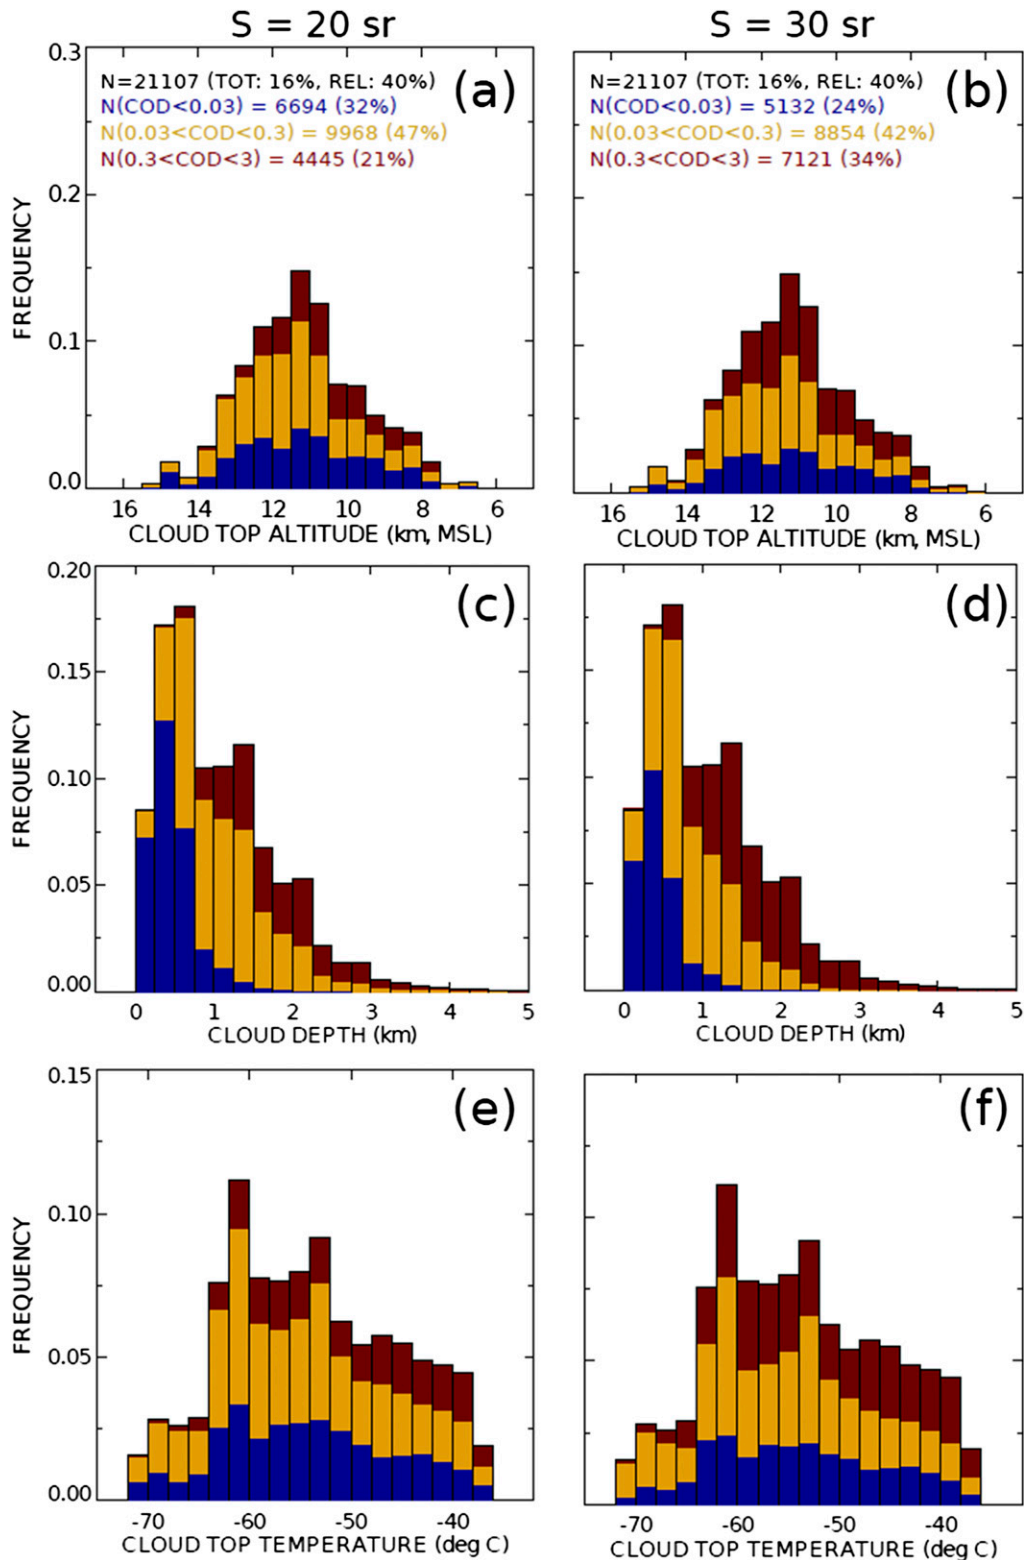 S = 20 sr
S = 30 sr
(a)
N=21107 (TOT: 16%, REL: 40%)
N(COD<0.03) = 6694 (32%)
N(0.03<COD<0.3) = 9968 (47%)
N(0.3<COD<3) = 4445 (21%)
0.3
0.2
0.1
0.0
FREQUENCY
16 14 12 10 8 6
CLOUD TOP ALTITUDE (km, MSL)
(b)
N=21107 (TOT: 16%, REL: 40%)
N(COD<0.03) = 5132 (24%)
N(0.03<COD<0.3) = 8854 (42%)
N(0.3<COD<3) = 7121 (34%)
16 14 12 10 8 6
CLOUD TOP ALTITUDE (km, MSL)
(c)
0.20
0.15
0.10
0.05
0.00
FREQUENCY
0 1 2 3 4 5
CLOUD DEPTH (km)
(d)
0 1 2 3 4 5
CLOUD DEPTH (km)
(e)
0.15
0.10
0.05
0.00
FREQUENCY
-70 -60 -50 -40
CLOUD TOP TEMPERATURE (deg C)
(f)
-70 -60 -50 -40
CLOUD TOP TEMPERATURE (deg C)